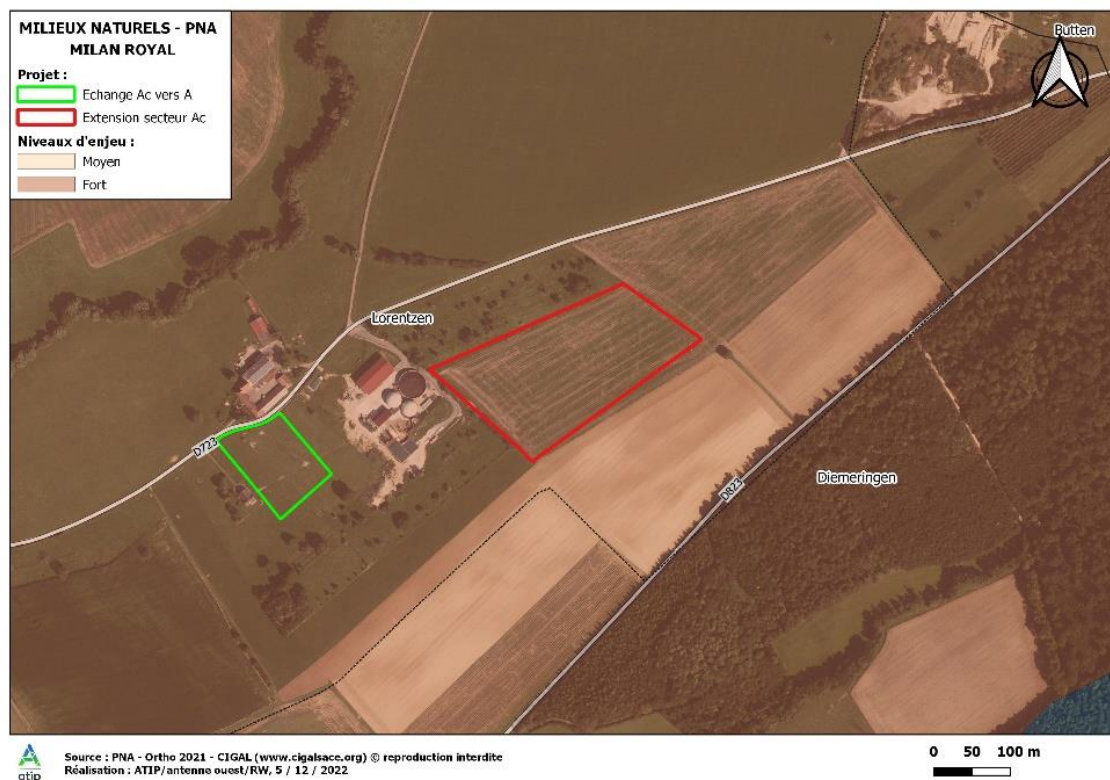 MILIEUX NATURELS - PNA
MILAN ROYAL
Projet :
Echange Ac vers A
Extension secteur Ac
Niveaux d'enjeu :
Moyen
Fort
Butten
Lorentzen
D723
Diemeringen
D823
atip
Source : PNA - Ortho 2021 - CIGAL (www.cigalsace.org) © reproduction interdite
Réalisation : ATIP/antenne ouest/RW, 5 / 12 / 2022
0 50 100 m